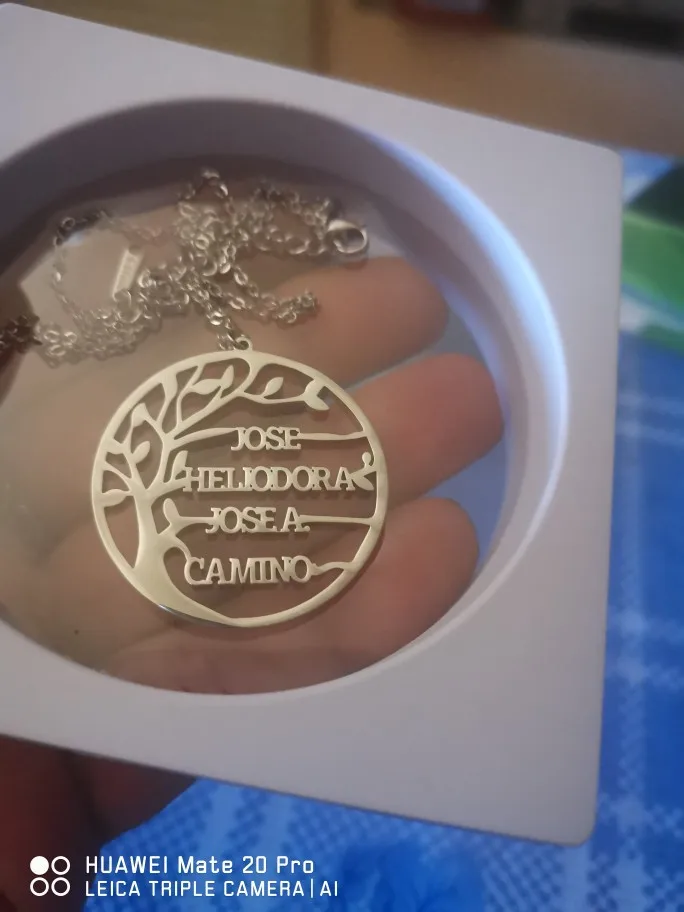 JOSE
HELIODORA
JOSE A.
CAMINO
HUAWEI Mate 20 Pro
LEICA TRIPLE CAMERA | AI